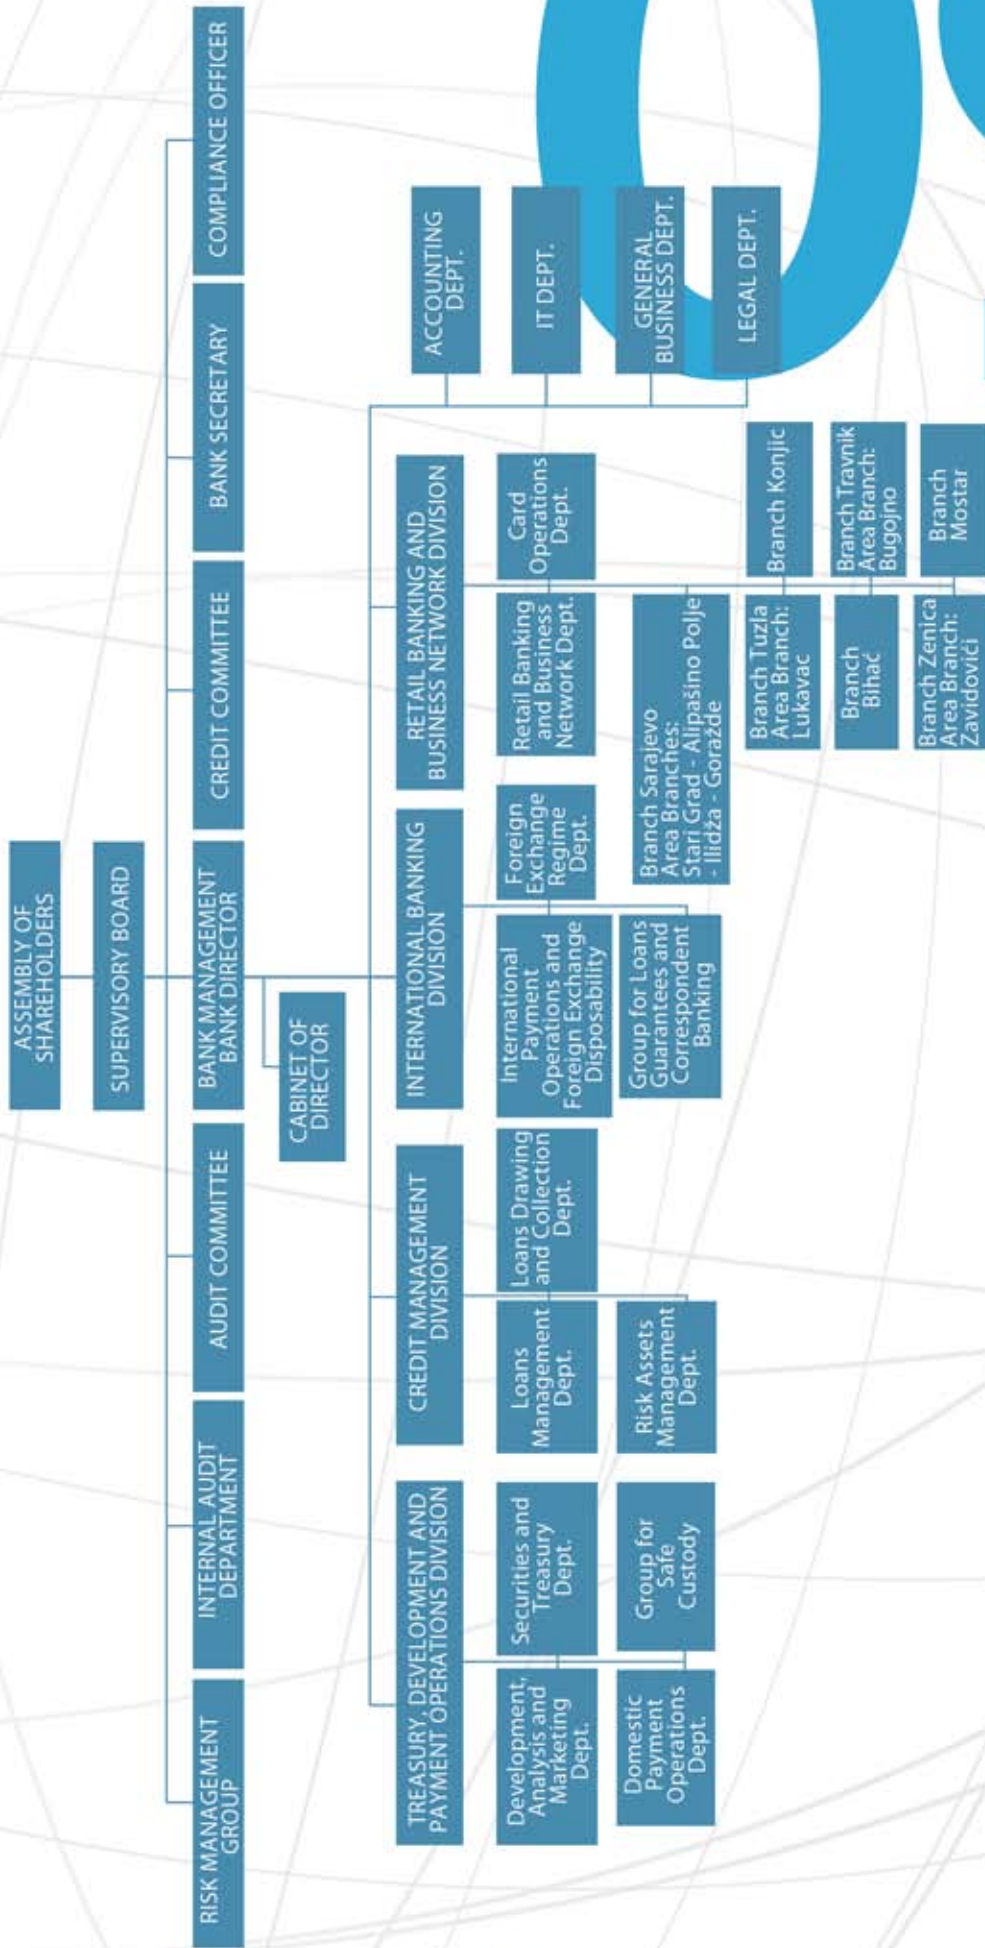 ASSEMBLY OF
SHAREHOLDERS
SUPERVISORY BOARD
RISK MANAGEMENT
GROUP
INTERNAL AUDIT
DEPARTMENT
AUDIT COMMITTEE
BANK MANAGEMENT
BANK DIRECTOR
CREDIT COMMITTEE
BANK SECRETARY
COMPLIANCE OFFICER
CABINET OF
DIRECTOR
TREASURY, DEVELOPMENT AND
PAYMENT OPERATIONS DIVISION
CREDIT MANAGEMENT
DIVISION
INTERNATIONAL BANKING
DIVISION
RETAIL BANKING AND
BUSINESS NETWORK DIVISION
ACCOUNTING
DEPT.
IT DEPT.
GENERAL
BUSINESS DEPT.
LEGAL DEPT.
Development,
Analysis and
Marketing
Dept.
Securities and
Treasury
Dept.
Domestic
Payment
Operations
Dept.
Group for
Safe
Custody
Loans
Management
Dept.
Loans Drawing
and Collection
Dept.
Risk Assets
Management
Dept.
International
Payment
Operations and
Foreign Exchange
Disposability
Foreign
Exchange
Regime
Dept.
Group for Loans
Guarantees and
Correspondent
Banking
Retail Banking
and Business
Network Dept.
Card
Operations
Dept.
Branch Sarajevo
Area Branches:
Stari Grad - Alipašino Polje
- Ilidža - Goražde
Branch Tuzla
Area Branch:
Lukavac
Branch Konjic
Branch
Bihać
Branch Travnik
Area Branch:
Bugojno
Branch Zenica
Area Branch:
Zavidovići
Branch
Mostar
0